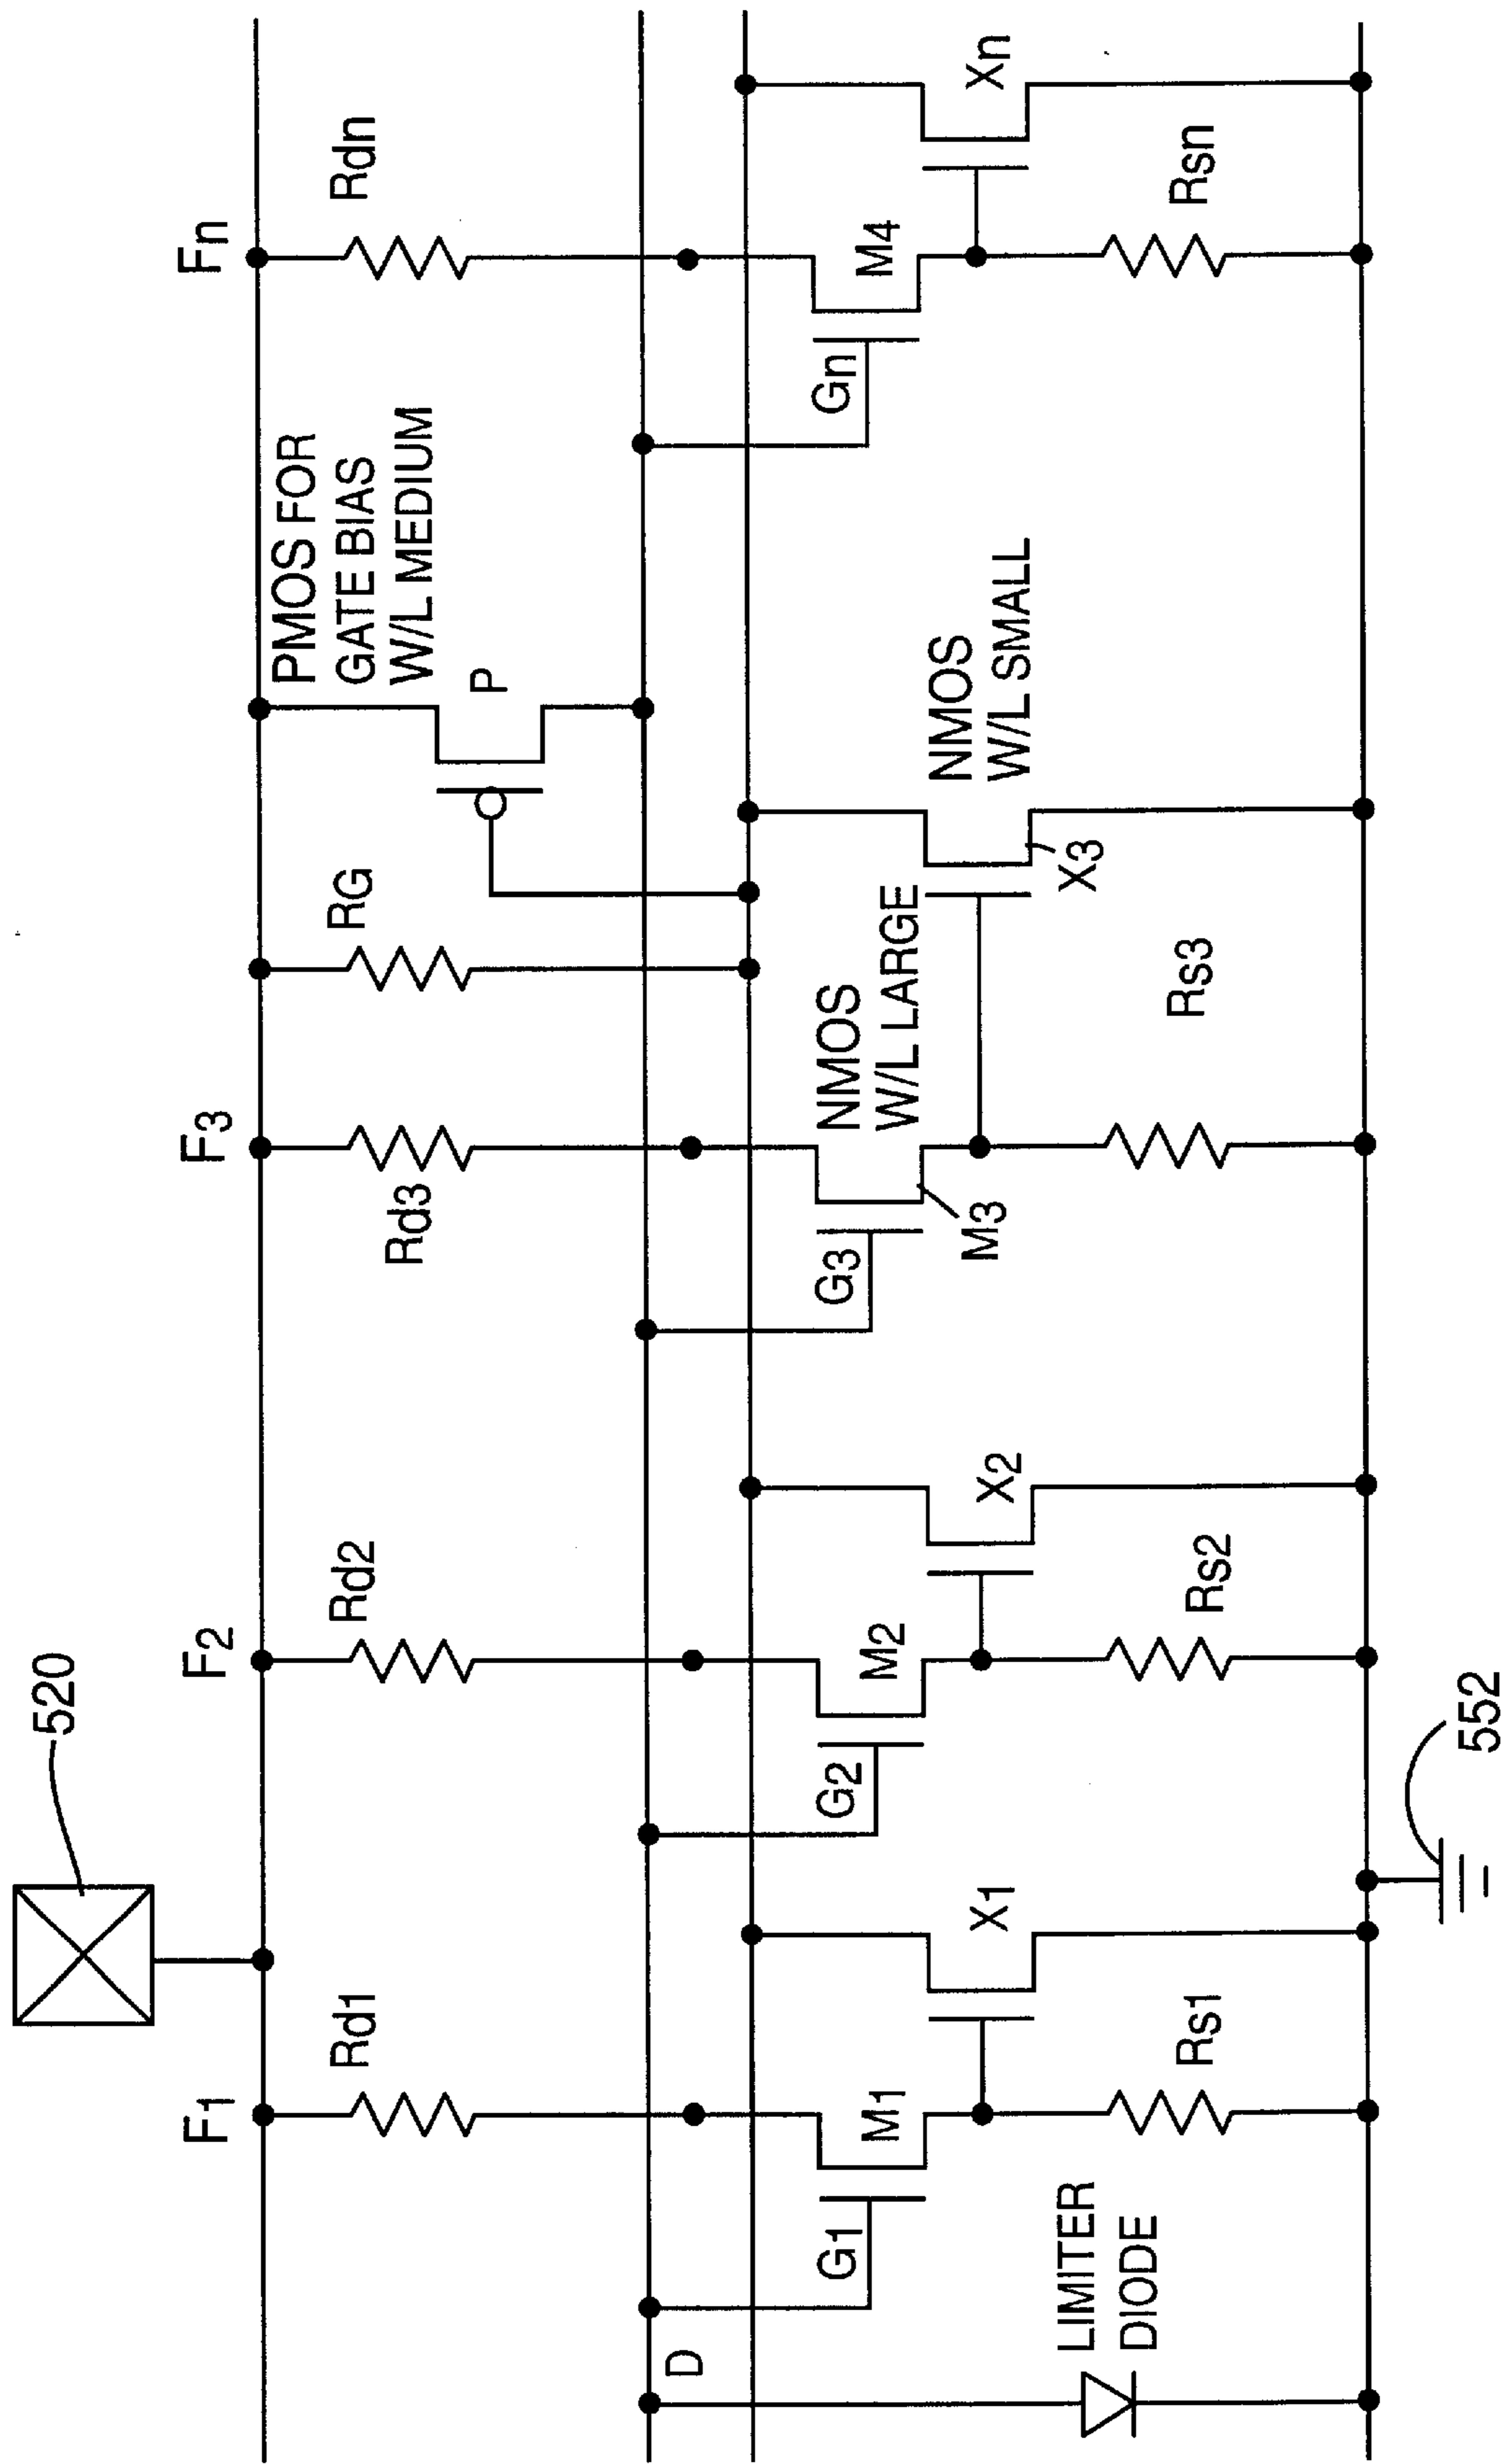 520
F1
F2
F3
Fn
Rd1
Rd2
Rd3
RG
PMOS FOR
GATE BIAS
W/L MEDIUM
Rdn
P
D
G1
M1
X1
G2
M2
X2
G3
NMOS
W/L LARGE
M3
NMOS
W/L SMALL
X3
Gn
M4
Xn
LIMITER
DIODE
Rs1
Rs2
Rs3
Rsn
552